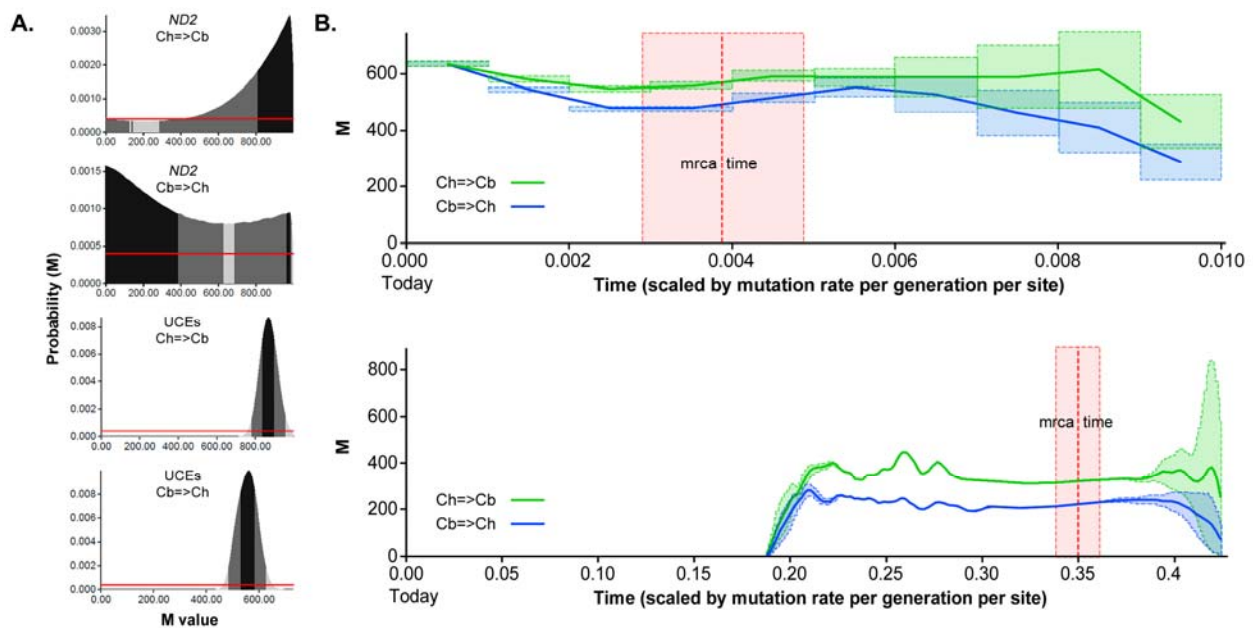 A.
ND2
Ch=>Cb
0.0030
0.0020
0.0010
0.0000
0.00 200.00 400.00 600.00 800.00
ND2
Cb=>Ch
0.0015
0.0010
0.0005
0.0000
0.00 200.00 400.00 600.00 800.00
UCEs
Ch=>Cb
0.008
0.006
0.004
0.002
0.000
0.00 200.00 400.00 600.00 800.00
UCEs
Cb=>Ch
0.008
0.006
0.004
0.002
0.000
0.00 200.00 400.00 600.00
Probability (M)
M value
B.
M
600
400
200
0
mrca time
Ch=>Cb
Cb=>Ch
0.000 0.002 0.004 0.006 0.008 0.010
Today
Time (scaled by mutation rate per generation per site)
M
800
600
400
200
0
mrca time
Ch=>Cb
Cb=>Ch
0.00 0.05 0.10 0.15 0.20 0.25 0.30 0.35 0.4
Today
Time (scaled by mutation rate per generation per site)